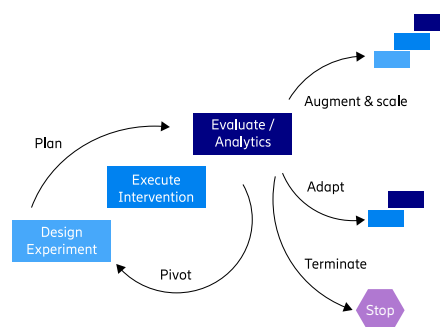 Augment & scale
Evaluate /
Analytics
Plan
Execute
Intervention
Adapt
Design
Experiment
Pivot
Terminate
Stop